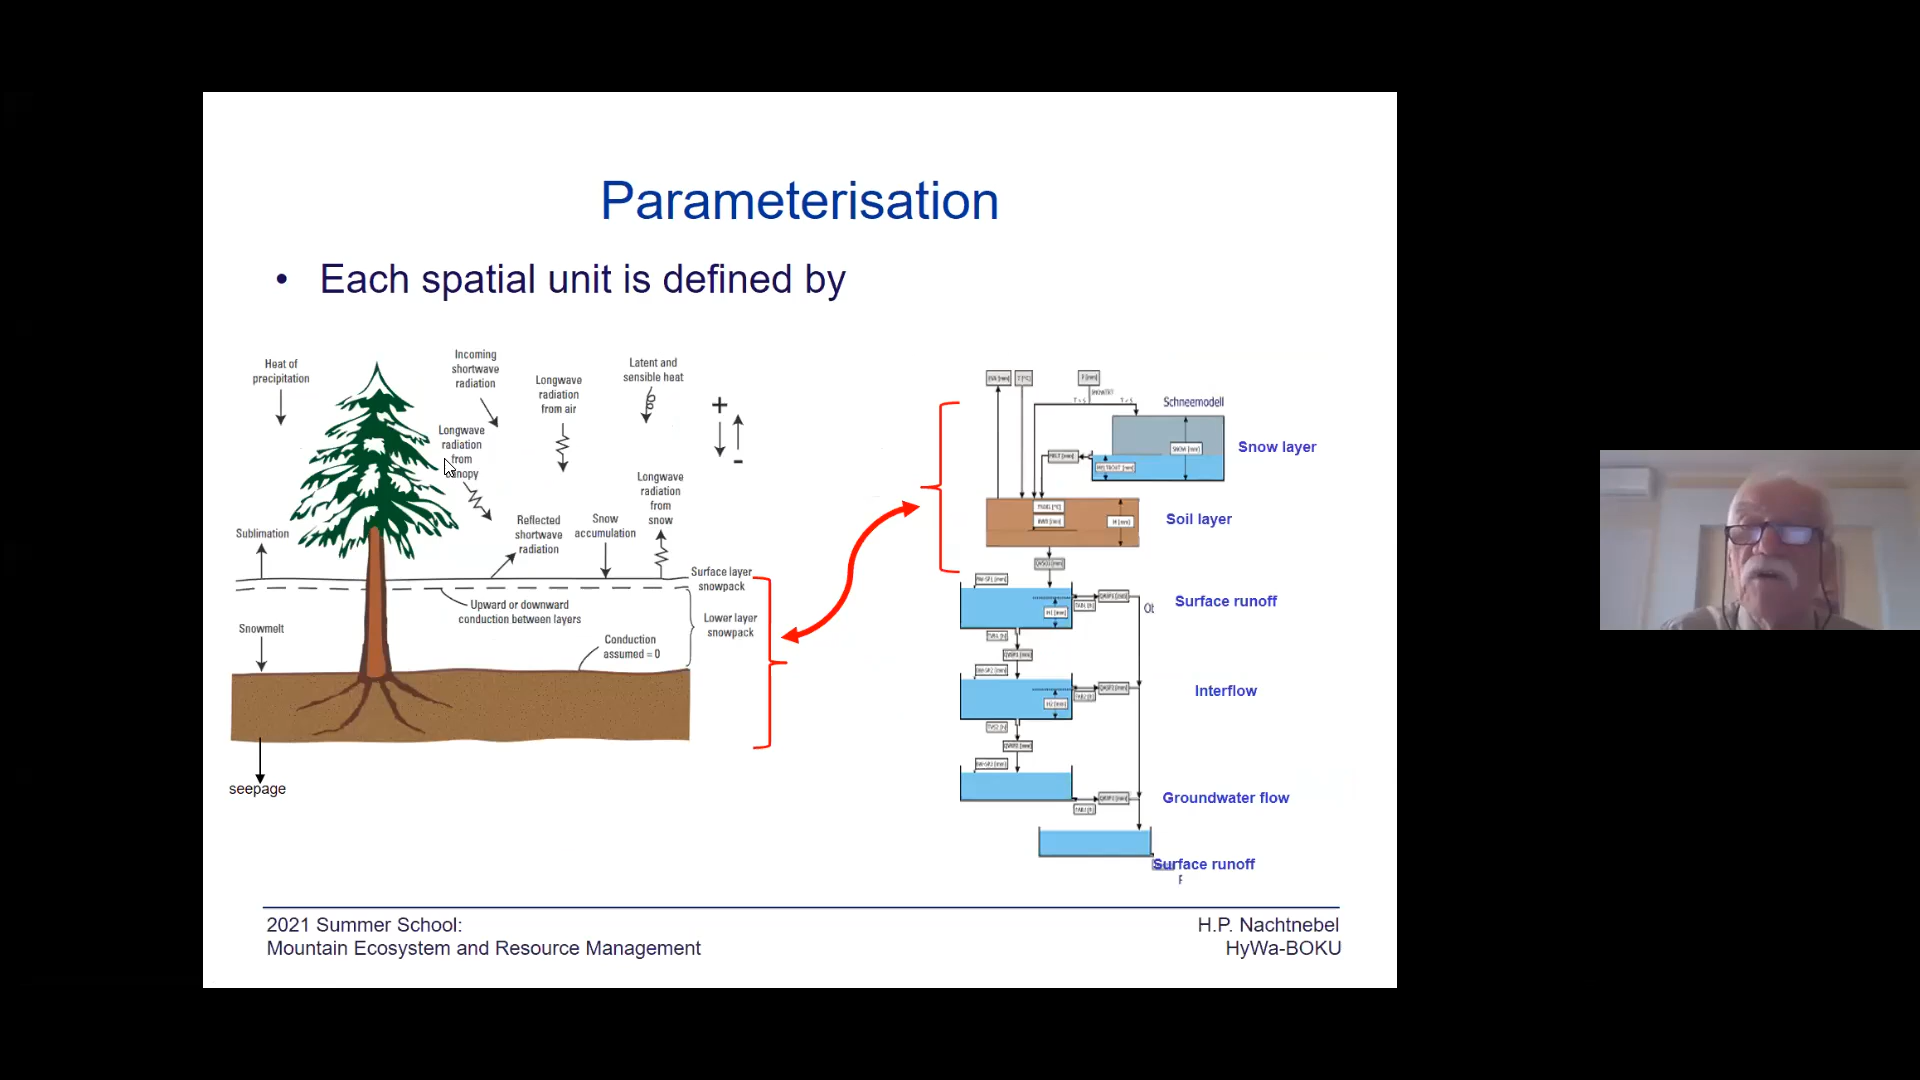 Parameterisation
• Each spatial unit is defined by
Heat of
precipitation
Incoming
shortwave
radiation
Longwave
radiation
from air
Latent and
sensible heat
+
-
Longwave
radiation
from
canopy
Longwave
radiation
from
snow
Sublimation
Reflected
shortwave
radiation
Snow
accumulation
Surface layer
snowpack
Upward or downward
conduction between layers
Lower layer
snowpack
Snowmelt
Conduction
assumed = 0
seepage
T [°C]
P [mm]
Schneemodell
SNOW [mm]
Snow layer
Soil layer
Surface runoff
Interflow
Groundwater flow
Surface runoff
2021 Summer School:
Mountain Ecosystem and Resource Management
H.P. Nachtnebel
HyWa-BOKU